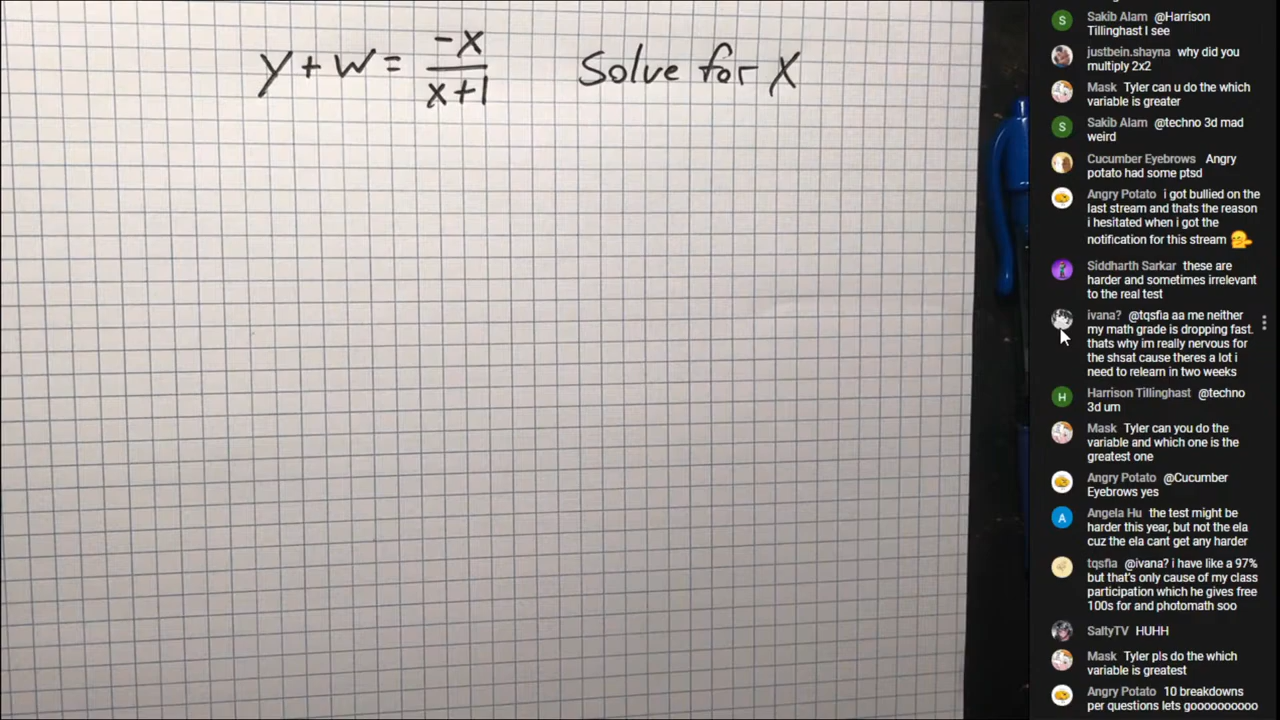 y + w = -x / x+1 Solve for X
Sakib Alam @Harrison
Tillinghast I see
justbein.shayna why did you
multiply 2x2
Mask Tyler can u do the which
variable is greater
Sakib Alam @techno 3d mad
weird
Cucumber Eyebrows Angry
potato had some ptsd
Angry Potato i got bullied on the
last stream and thats the reason
i hesitated when i got the
notification for this stream
Siddharth Sarkar these are
harder and sometimes irrelevant
to the real test
ivana? @tqsfia aa me neither
my math grade is dropping fast.
thats why im really nervous for
the shsat cause theres a lot i
need to relearn in two weeks
H
Harrison Tillinghast @techno
3d um
Mask Tyler can you do the
variable and which one is the
greatest one
Angry Potato @Cucumber
Eyebrows yes
A
Angela Hu the test might be
harder this year, but not the ela
cuz the ela cant get any harder
tqsfia @ivana? i have like a 97%
but that's only cause of my class
participation which he gives free
100s for and photomath soo
SaltyTV HUHH
Mask Tyler pls do the which
variable is greatest
Angry Potato 10 breakdowns
per questions lets goooooooooo